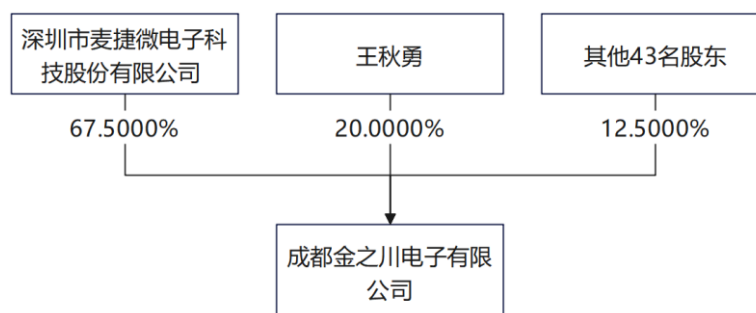 深圳市麦捷微电子科
技股份有限公司
王秋勇
其他43名股东
67.5000%
20.0000%
12.5000%
成都金之川电子有限
公司